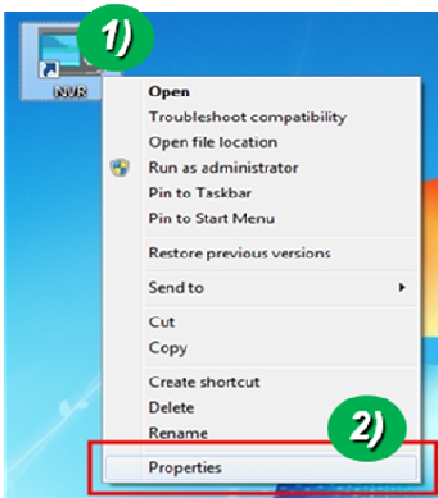 1)
NVR
Open
Troubleshoot compatibility
Open file location
Run as administrator
Pin to Taskbar
Pin to Start Menu
Restore previous versions
Send to
Cut
Copy
Create shortcut
Delete
Rename
2)
Properties